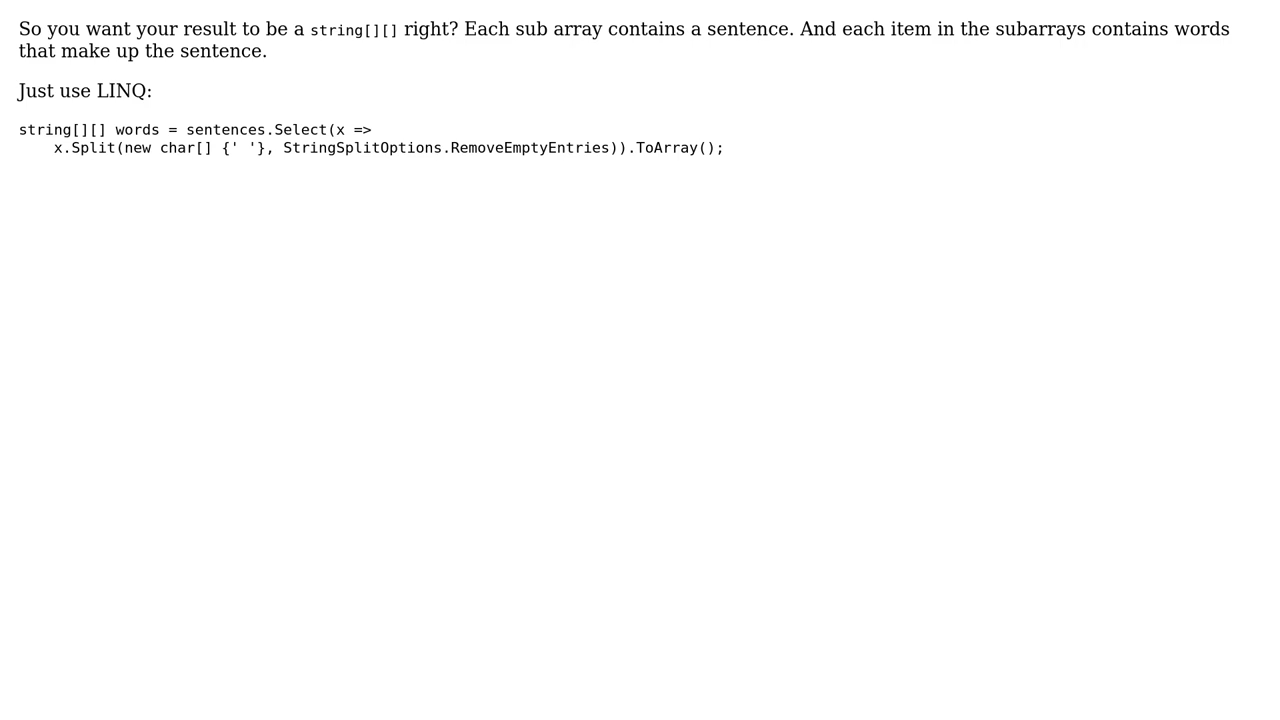 So you want your result to be a string[][] right? Each sub array contains a sentence. And each item in the subarrays contains words
that make up the sentence.
Just use LINQ:
string[][] words = sentences.Select(x =>
    x.Split(new char[] {' '}, StringSplitOptions.RemoveEmptyEntries)).ToArray();